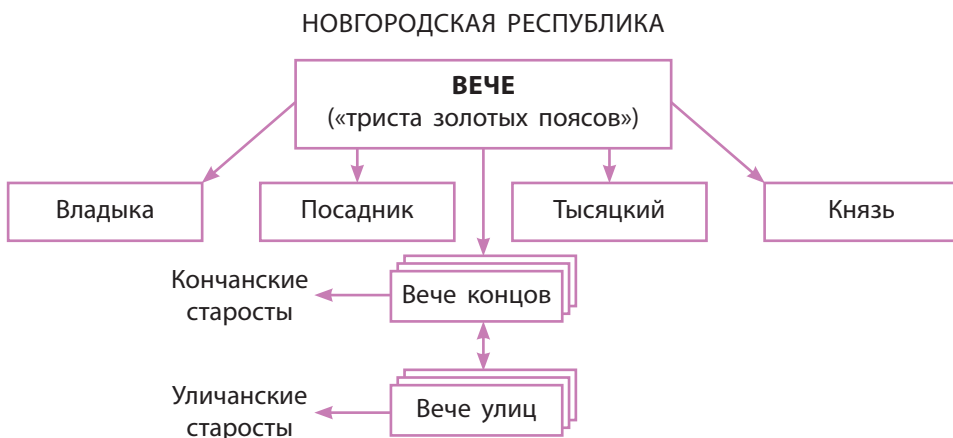 НОВГОРОДСКАЯ РЕСПУБЛИКА
ВЕЧЕ
(«триста золотых поясов»)
Владыка
Посадник
Тысяцкий
Князь
Кончанские
старосты
Вече концов
Уличанские
старосты
Вече улиц